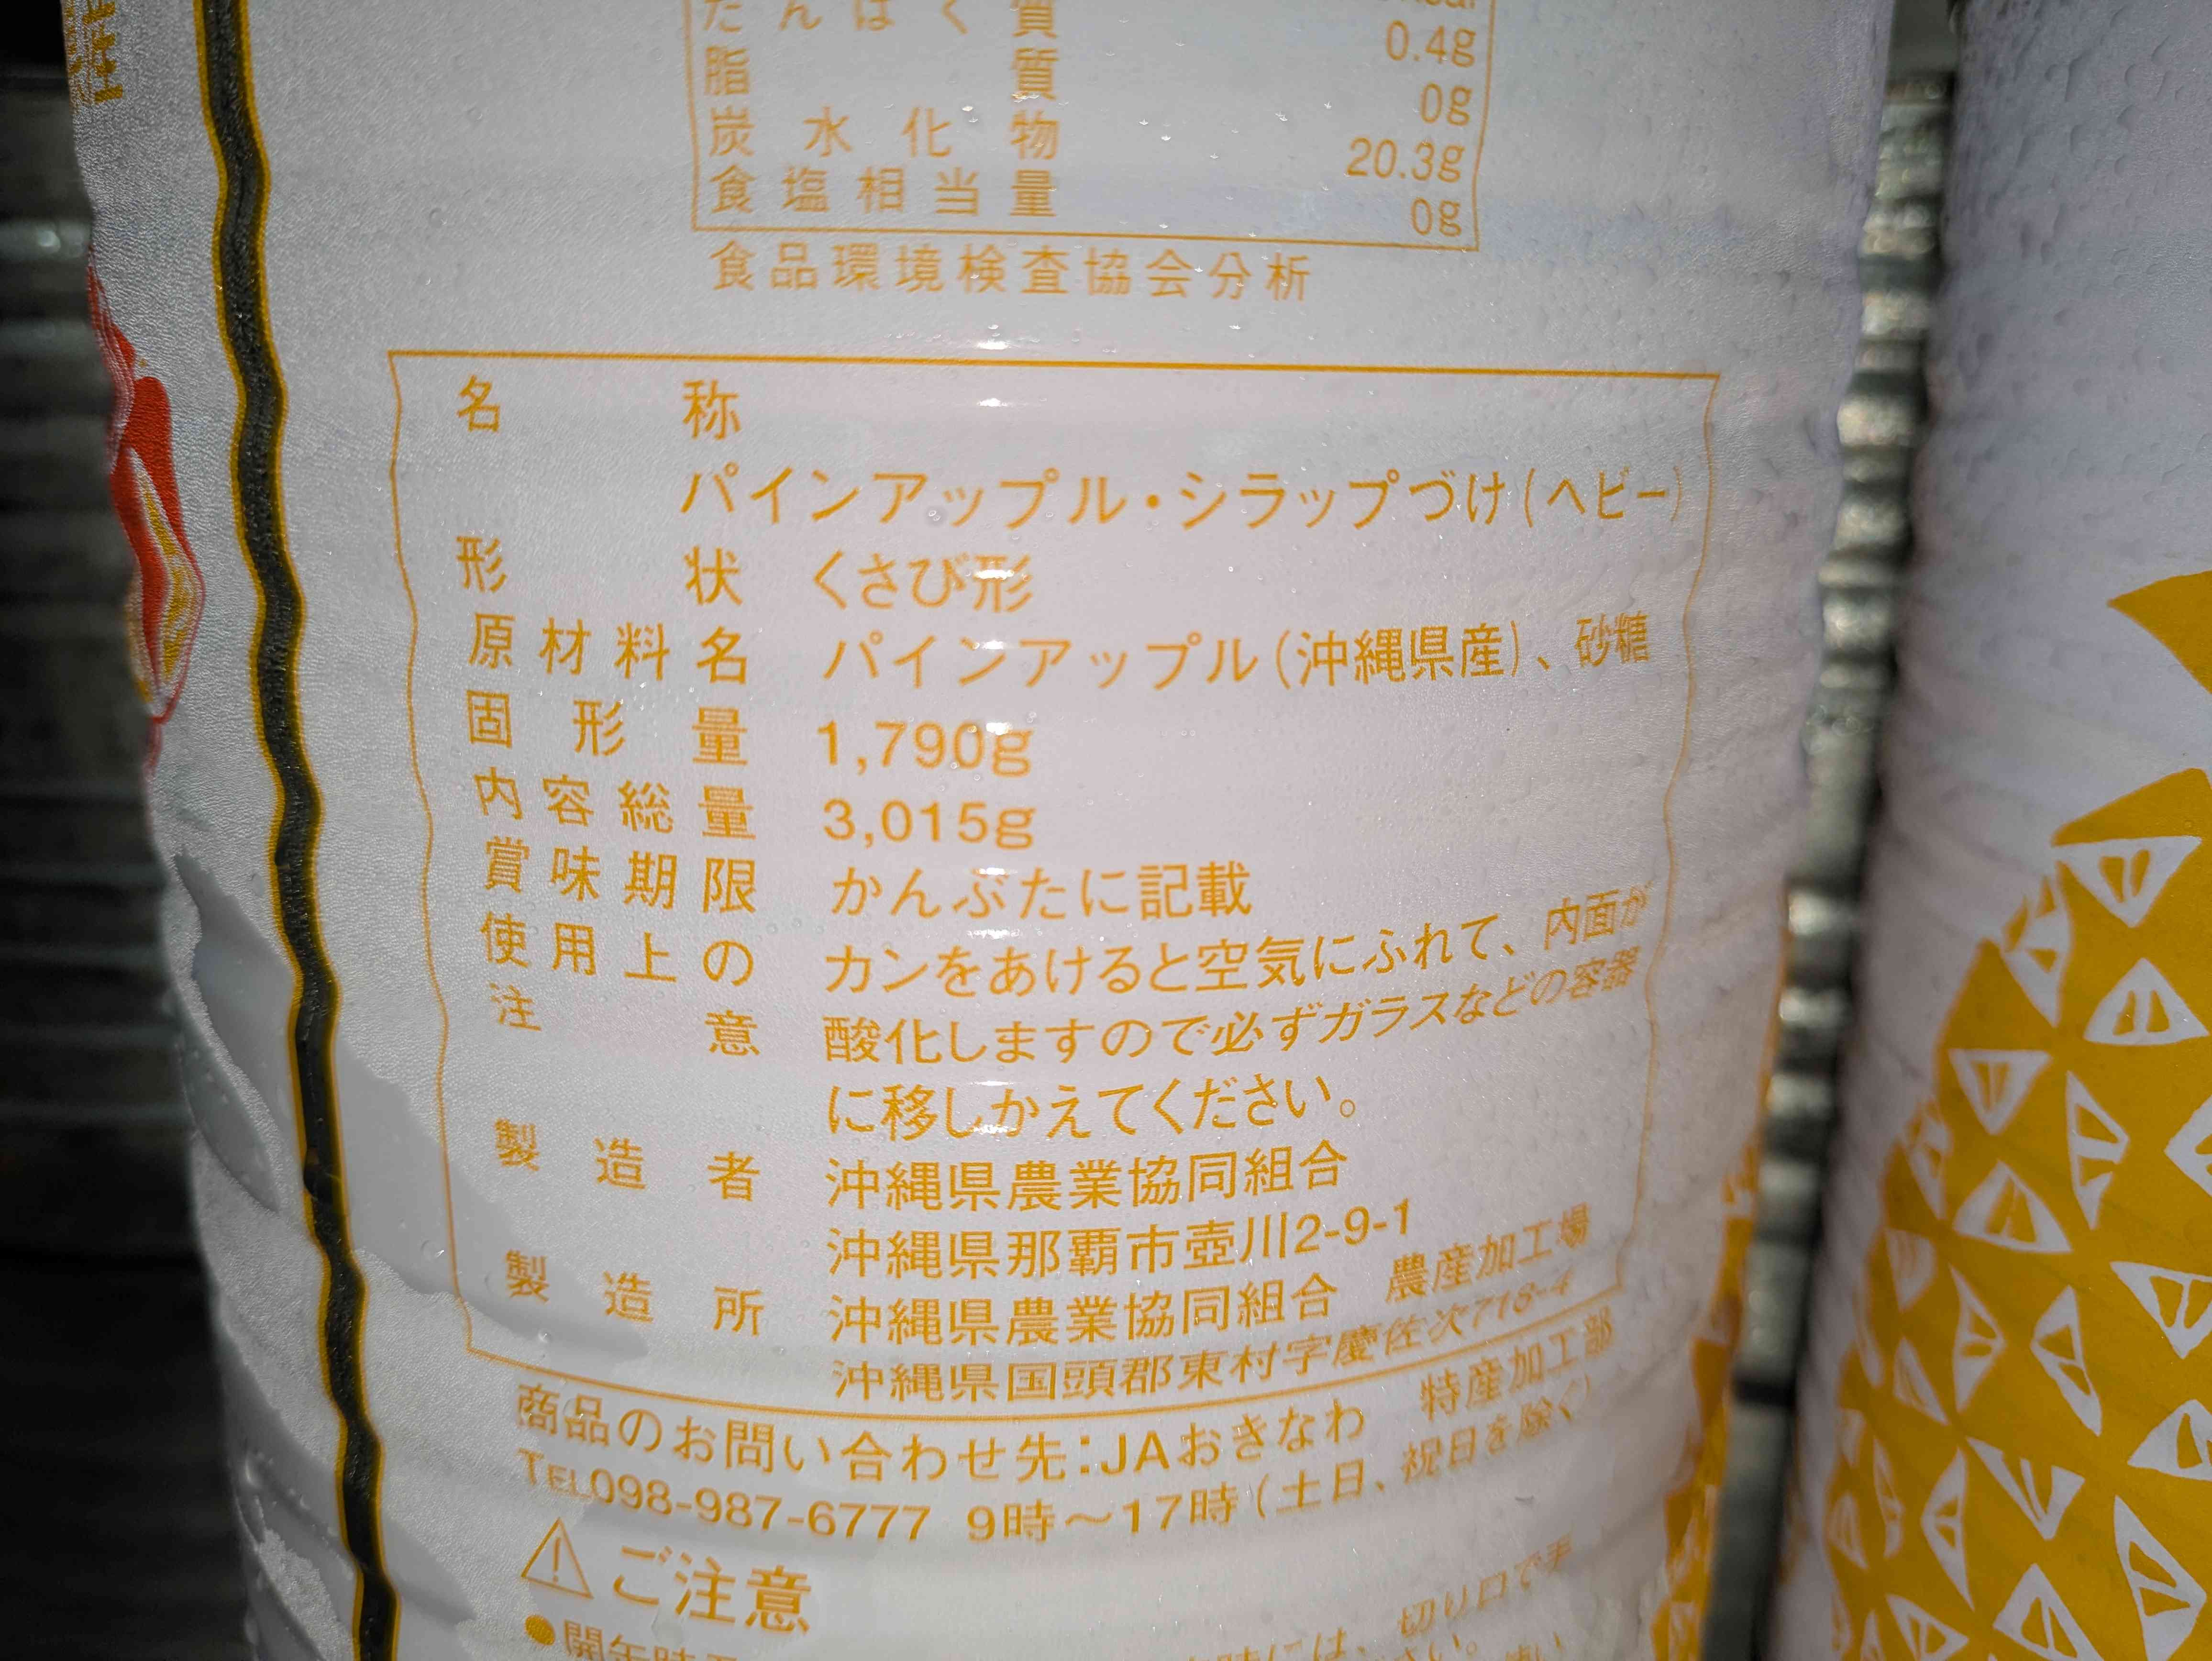 たんぱく質 0.4g
脂質 0g
炭水化物 20.3g
食塩相当量 0g
食品環境検査協会分析
名称
パインアップル・シラップづけ(ヘビー)
形状 くさび形
原材料名 パインアップル(沖縄県産)、砂糖
固形量 1,790g
内容総量 3,015g
賞味期限 かんぶたに記載
使用上の カンをあけると空気にふれて、内面が
注意 酸化しますので必ずガラスなどの容器
に移しかえてください。
製造者 沖縄県農業協同組合
沖縄県那覇市壺川2-9-1
製造所 沖縄県農業協同組合 農産加工場
沖縄県国頭郡東村字慶佐次718-4
商品のお問い合わせ先:JAおきなわ 特産加工部
TEL098-987-6777 9時~17時(土日、祝日を除く)
ご注意
切り口で手